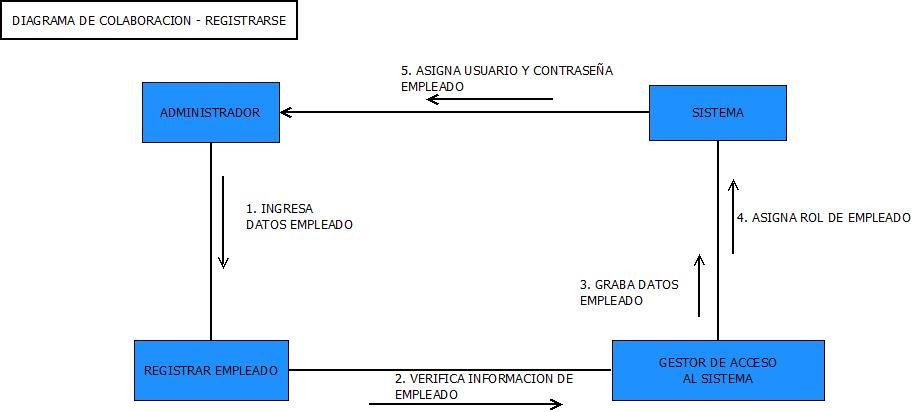 DIAGRAMA DE COLABORACION - REGISTRARSE
5. ASIGNA USUARIO Y CONTRASEÑA
EMPLEADO
ADMINISTRADOR
SISTEMA
1. INGRESA
DATOS EMPLEADO
4. ASIGNA ROL DE EMPLEADO
3. GRABA DATOS
EMPLEADO
REGISTRAR EMPLEADO
GESTOR DE ACCESO
AL SISTEMA
2. VERIFICA INFORMACION DE
EMPLEADO